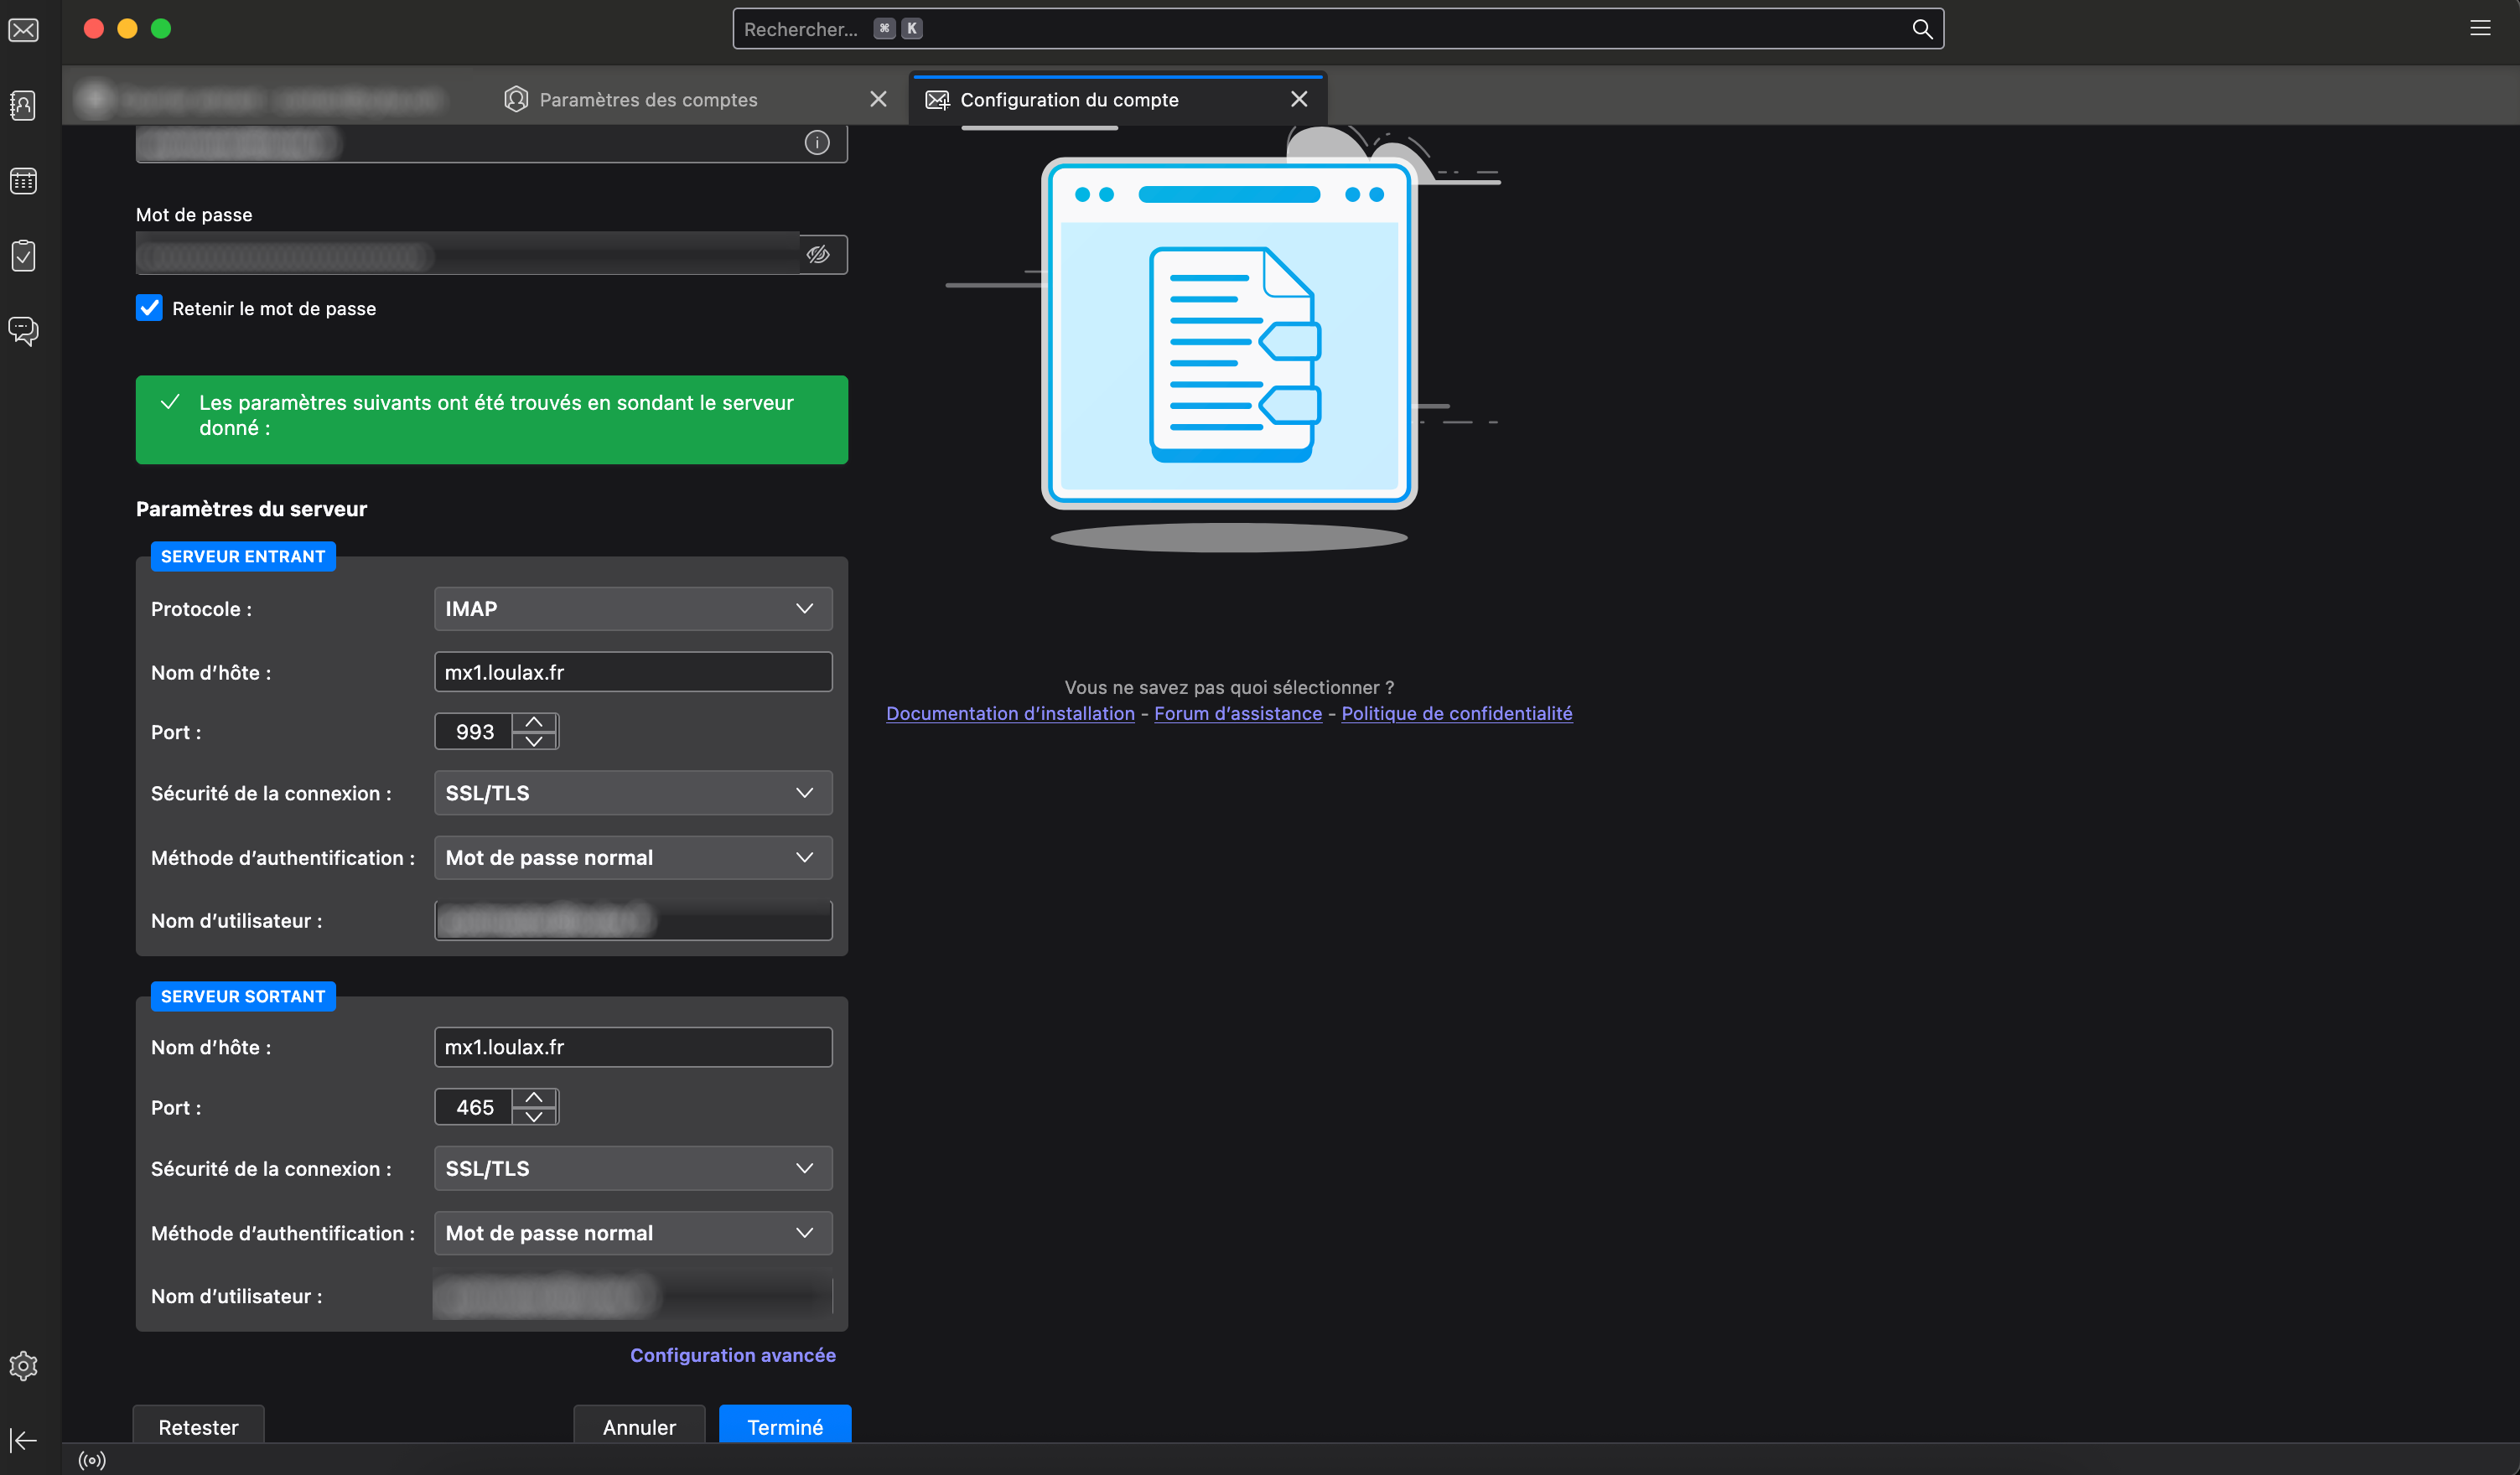 Rechercher... ⌘ K
Paramètres des comptes
Configuration du compte
Mot de passe
Retenir le mot de passe
Les paramètres suivants ont été trouvés en sondant le serveur
donné :
Paramètres du serveur
SERVEUR ENTRANT
Protocole : IMAP
Nom d’hôte : mx1.loulax.fr
Port : 993
Sécurité de la connexion : SSL/TLS
Méthode d’authentification : Mot de passe normal
Nom d’utilisateur :
SERVEUR SORTANT
Nom d’hôte : mx1.loulax.fr
Port : 465
Sécurité de la connexion : SSL/TLS
Méthode d’authentification : Mot de passe normal
Nom d’utilisateur :
Configuration avancée
Retester
Annuler
Terminé
Vous ne savez pas quoi sélectionner ?
Documentation d’installation - Forum d’assistance - Politique de confidentialité